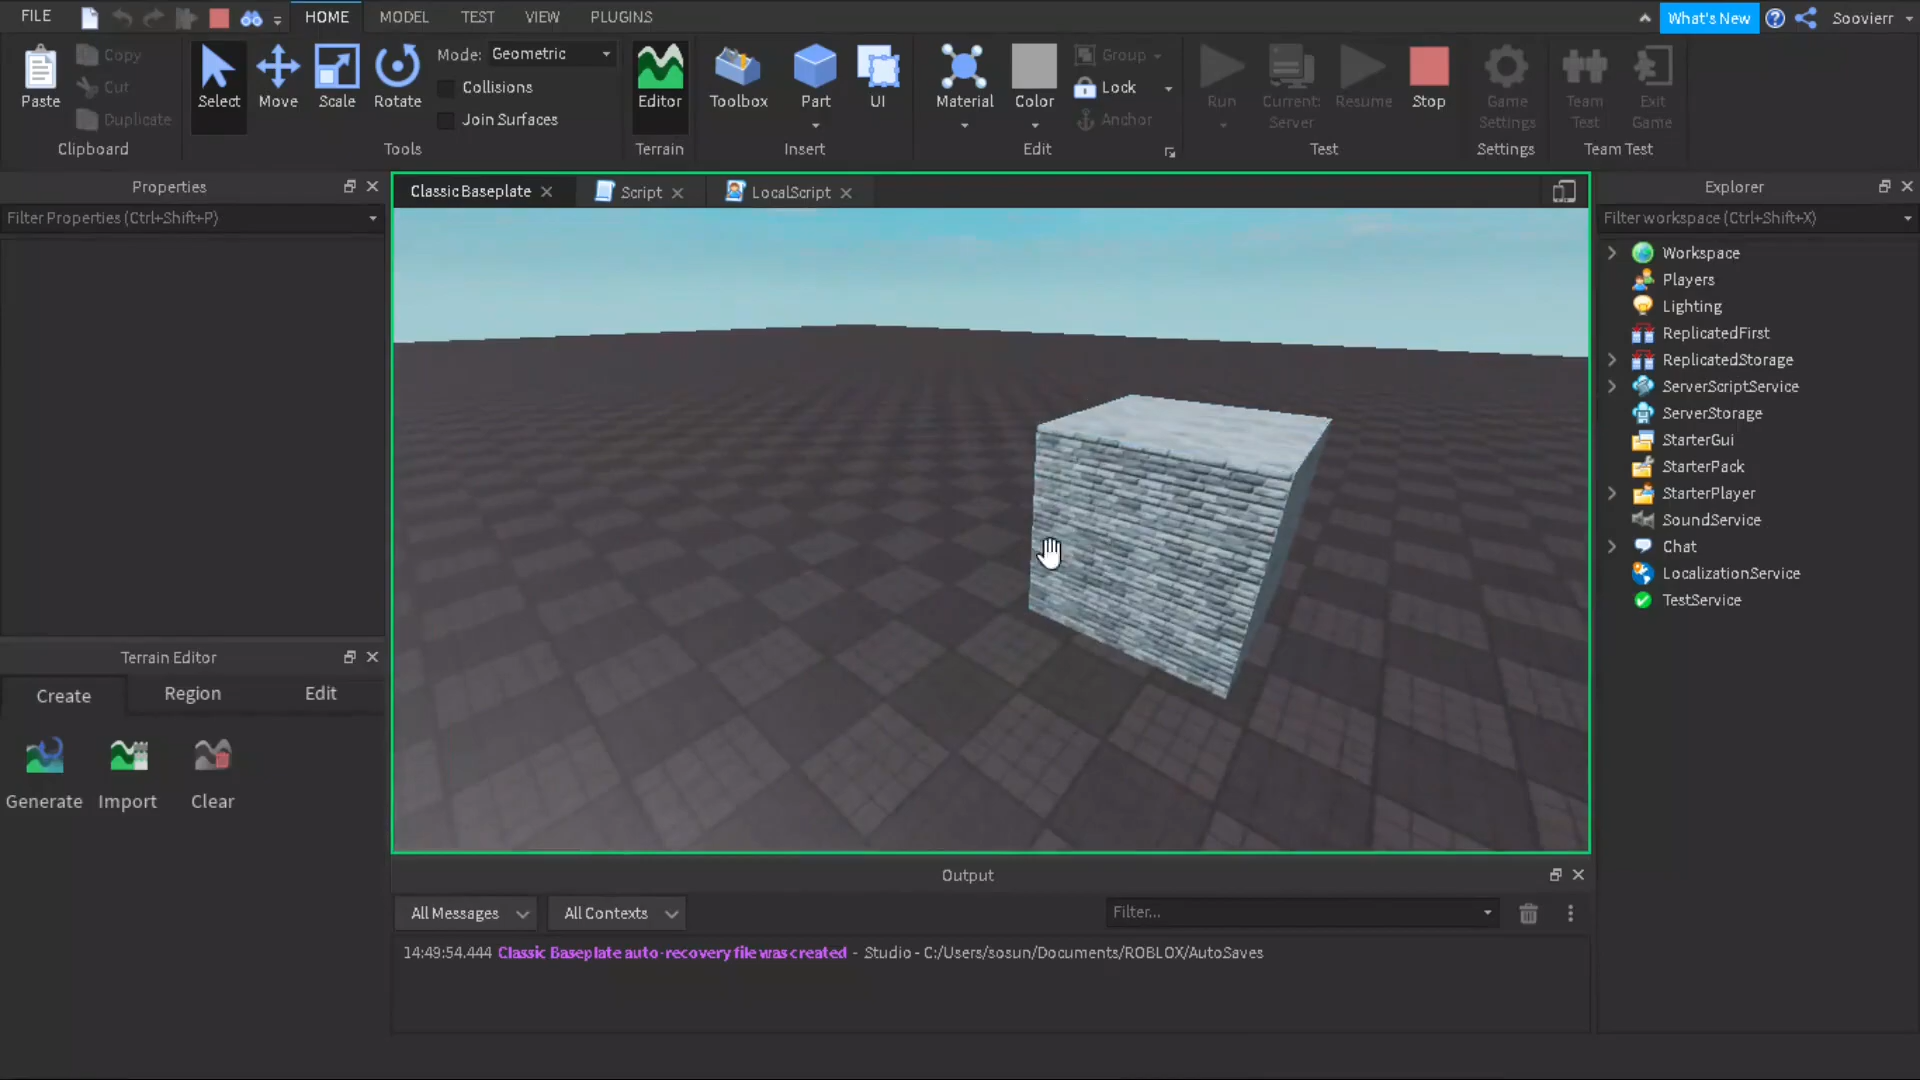 FILE HOME MODEL TEST VIEW PLUGINS What's New Soovierr
Paste Copy Cut Duplicate Clipboard
Select Move Scale Rotate Mode: Geometric Collisions Join Surfaces Tools
Editor Terrain
Toolbox Part UI Insert
Material Color Group Lock Anchor Edit
Run Current: Server Resume Stop Test
Game Settings Settings
Team Test Exit Game Team Test
Properties
Filter Properties (Ctrl+Shift+P)
Terrain Editor
Create Region Edit
Generate Import Clear
Classic Baseplate Script LocalScript
Output
All Messages All Contexts Filter...
14:49:54.444 Classic Baseplate auto-recovery file was created - Studio - C:/Users/sosun/Documents/ROBLOX/AutoSaves
Explorer
Filter workspace (Ctrl+Shift+X)
Workspace
Players
Lighting
ReplicatedFirst
ReplicatedStorage
ServerScriptService
ServerStorage
StarterGui
StarterPack
StarterPlayer
SoundService
Chat
LocalizationService
TestService